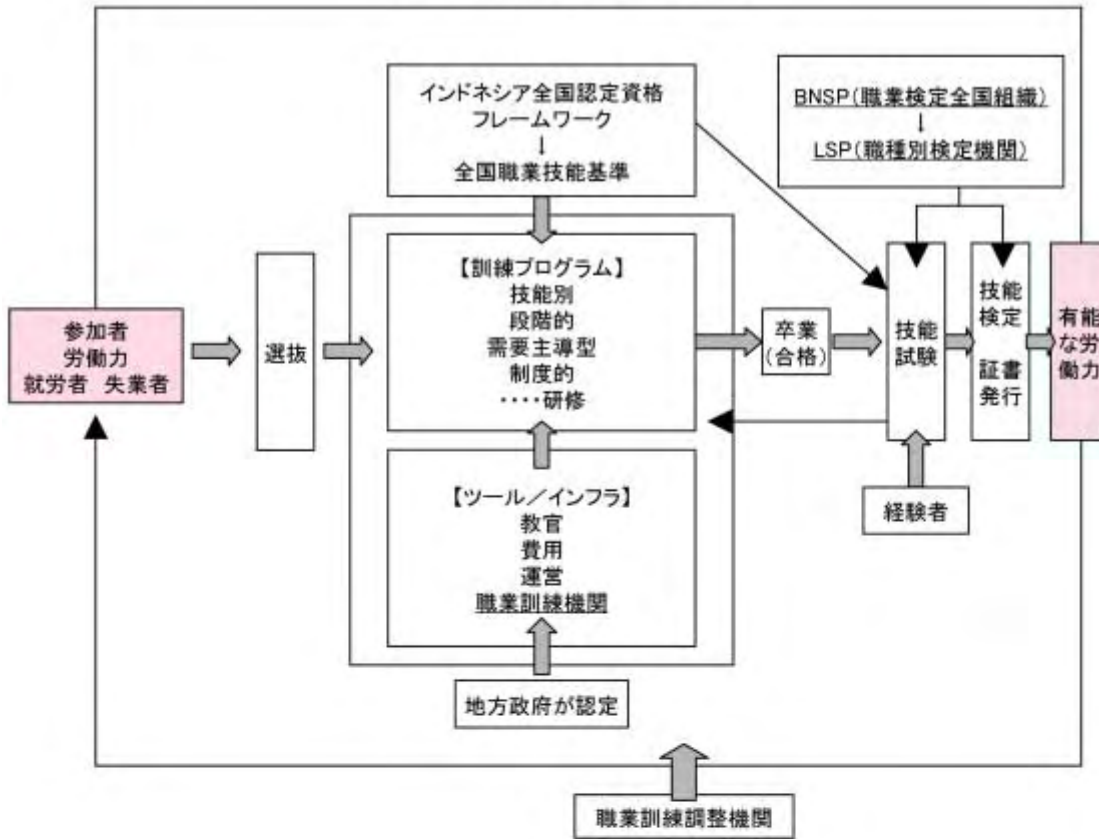 インドネシア全国認定資格
フレームワーク
↓
全国職業技能基準
BNSP(職業検定全国組織)
↓
LSP(職種別検定機関)
参加者
労働力
就労者 失業者
選抜
【訓練プログラム】
技能別
段階的
需要主導型
制度的
・・・・研修
卒業
(合格)
技能
試験
技能
検定
証書
発行
有能
な労
働力
【ツール／インフラ】
教官
費用
運営
職業訓練機関
経験者
地方政府が認定
職業訓練調整機関